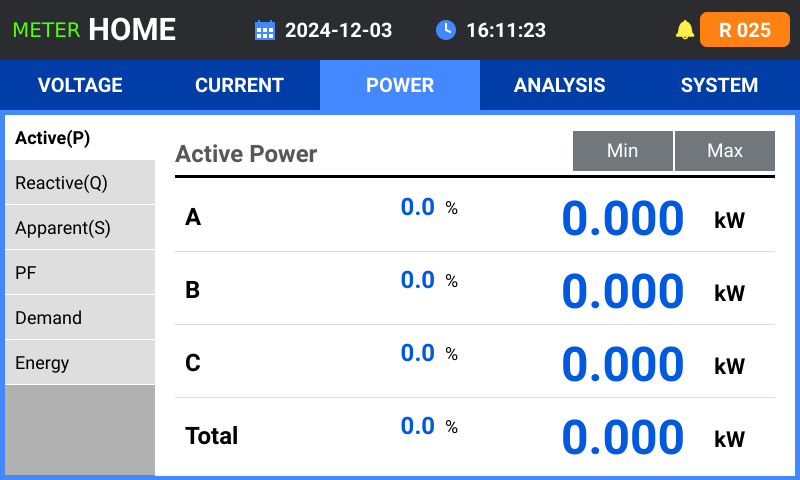 METER HOME 2024-12-03 16:11:23 R 025
VOLTAGE CURRENT POWER ANALYSIS SYSTEM
Active(P)
Reactive(Q)
Apparent(S)
PF
Demand
Energy
Active Power Min Max
A 0.0 % 0.000 kW
B 0.0 % 0.000 kW
C 0.0 % 0.000 kW
Total 0.0 % 0.000 kW